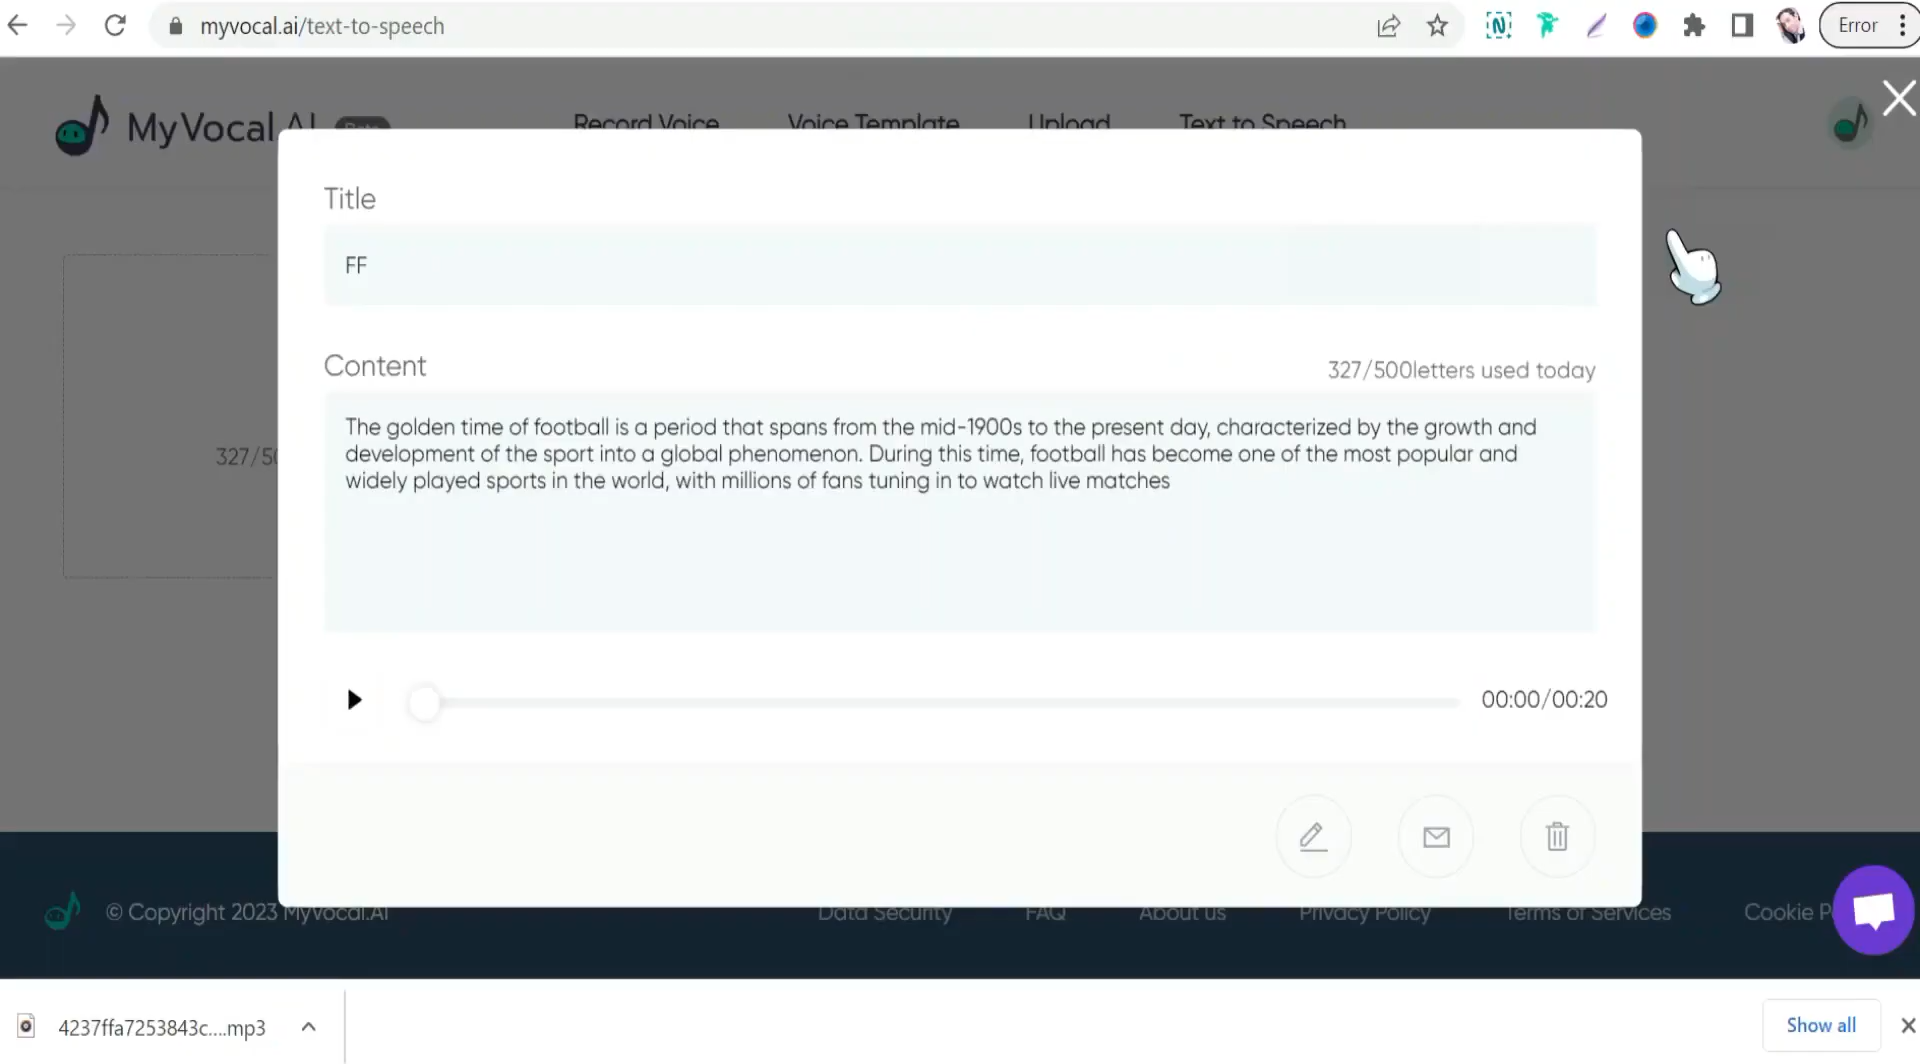 myvocal.ai/text-to-speech
Error
MyVocal.AI Beta
Record Voice
Voice Template
Upload
Text to Speech
Title
FF
Content
327/500letters used today
The golden time of football is a period that spans from the mid-1900s to the present day, characterized by the growth and
development of the sport into a global phenomenon. During this time, football has become one of the most popular and
widely played sports in the world, with millions of fans tuning in to watch live matches
327/50
00:00/00:20
© Copyright 2023 MyVocal.AI
Data Security
FAQ
About us
Privacy Policy
Terms of Services
Cookie P
4237ffa7253843c....mp3
Show all